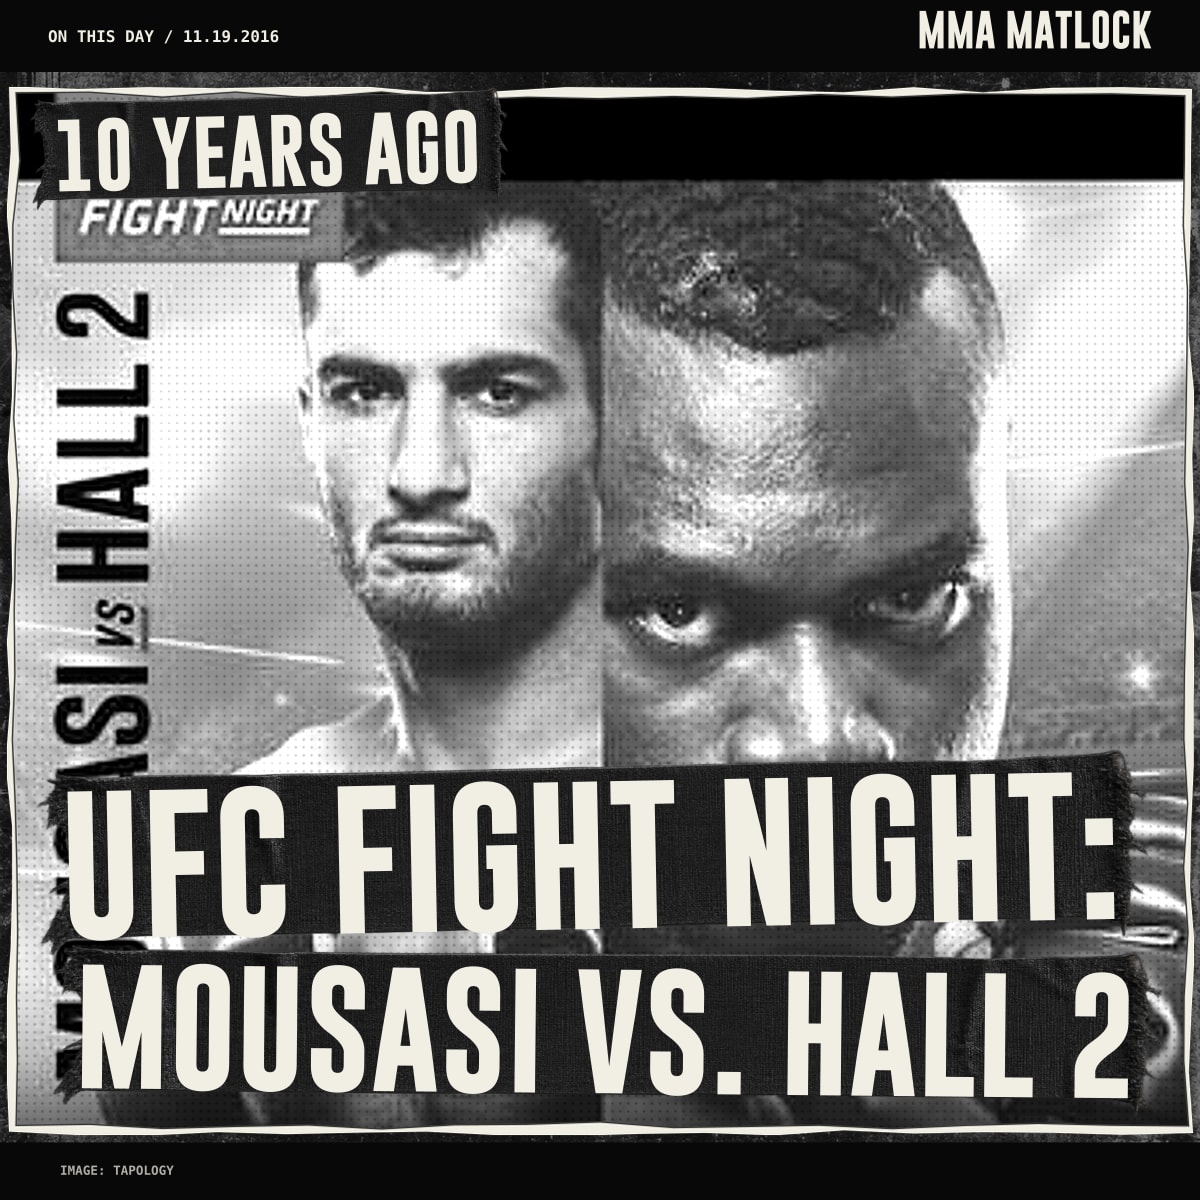 ON THIS DAY / 11.19.2016
MMA MATLOCK
10 YEARS AGO
FIGHT NIGHT
VS HALL 2
UFC FIGHT NIGHT:
MOUSASI VS. HALL 2
IMAGE: TAPOLOGY